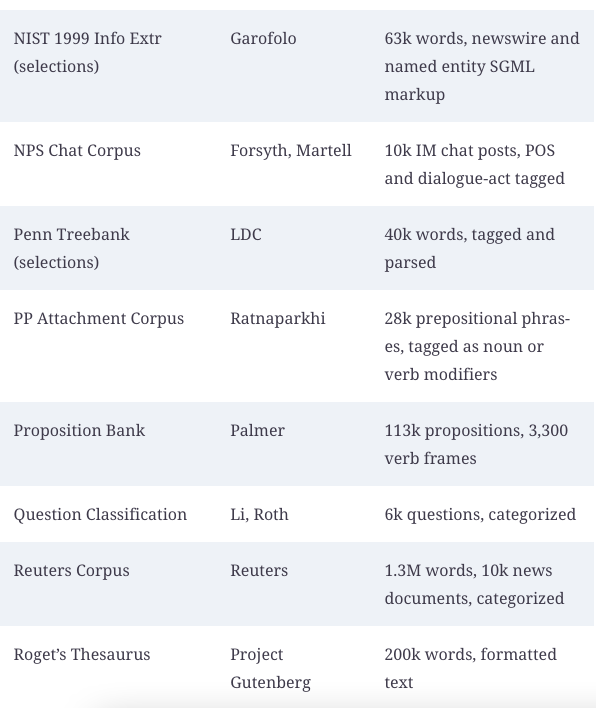 NIST 1999 Info Extr
(selections)
Garofolo
63k words, newswire and
named entity SGML
markup
NPS Chat Corpus
Forsyth, Martell
10k IM chat posts, POS
and dialogue-act tagged
Penn Treebank
(selections)
LDC
40k words, tagged and
parsed
PP Attachment Corpus
Ratnaparkhi
28k prepositional phras-
es, tagged as noun or
verb modifiers
Proposition Bank
Palmer
113k propositions, 3,300
verb frames
Question Classification
Li, Roth
6k questions, categorized
Reuters Corpus
Reuters
1.3M words, 10k news
documents, categorized
Roget’s Thesaurus
Project
Gutenberg
200k words, formatted
text